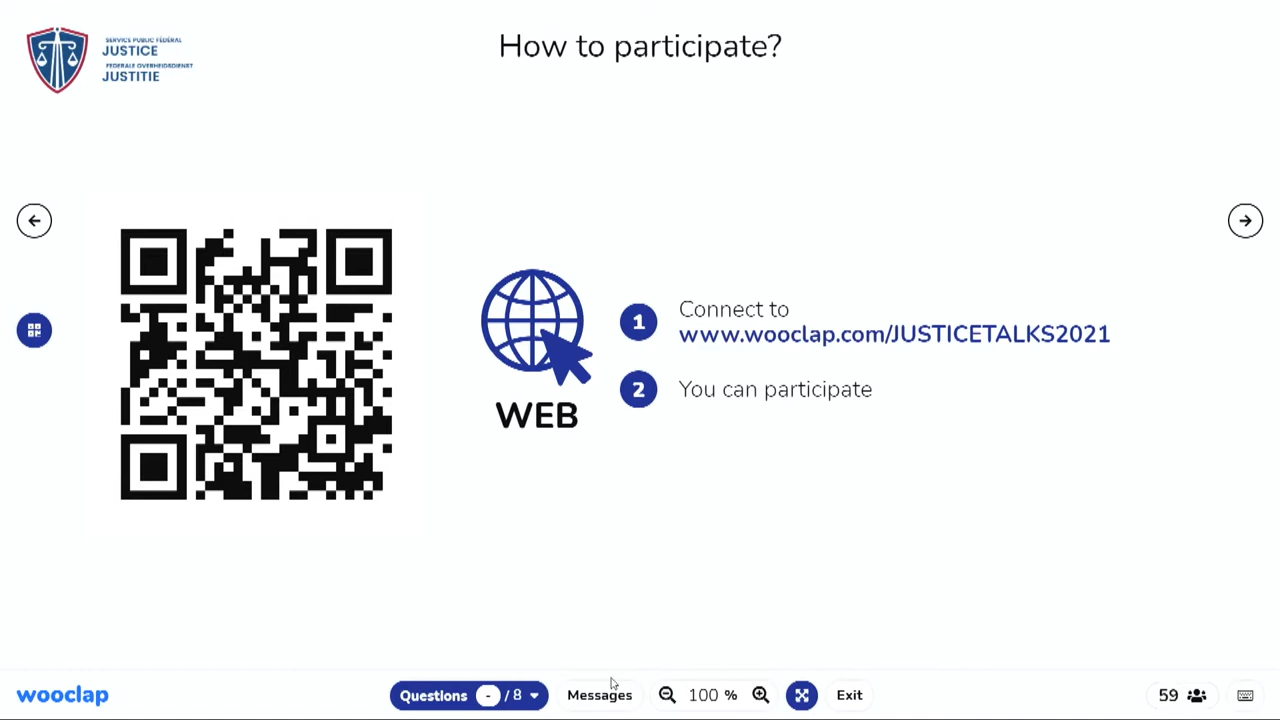 SERVICE PUBLIC FÉDÉRAL
JUSTICE
FEDERALE OVERHEIDSDIENST
JUSTITIE
How to participate?
1
Connect to
www.wooclap.com/JUSTICETALKS2021
2
You can participate
WEB
wooclap
Questions - / 8
Messages
100 %
Exit
59